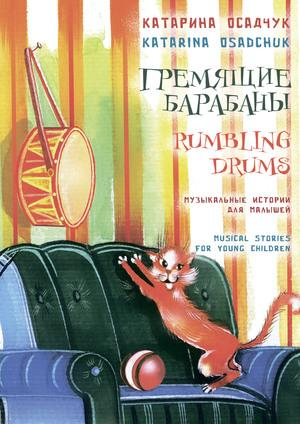 КАТАРИНА ОСАДЧУК
KATARINA OSADCHUK
ГРЕМЯЩИЕ
БАРАБАНЫ
RUMBLING
DRUMS
МУЗЫКАЛЬНЫЕ ИСТОРИИ
ДЛЯ МАЛЫШЕЙ
MUSICAL STORIES
FOR YOUNG CHILDREN